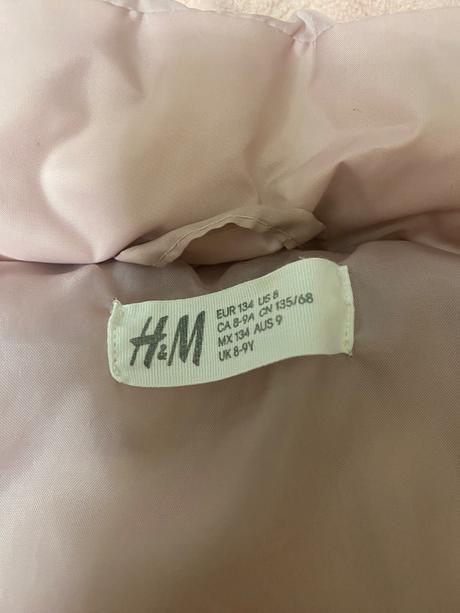 H&M
EUR 134 US 8
CA 8-9A CN 135/68
MX 134 AUS 9
UK 8-9Y